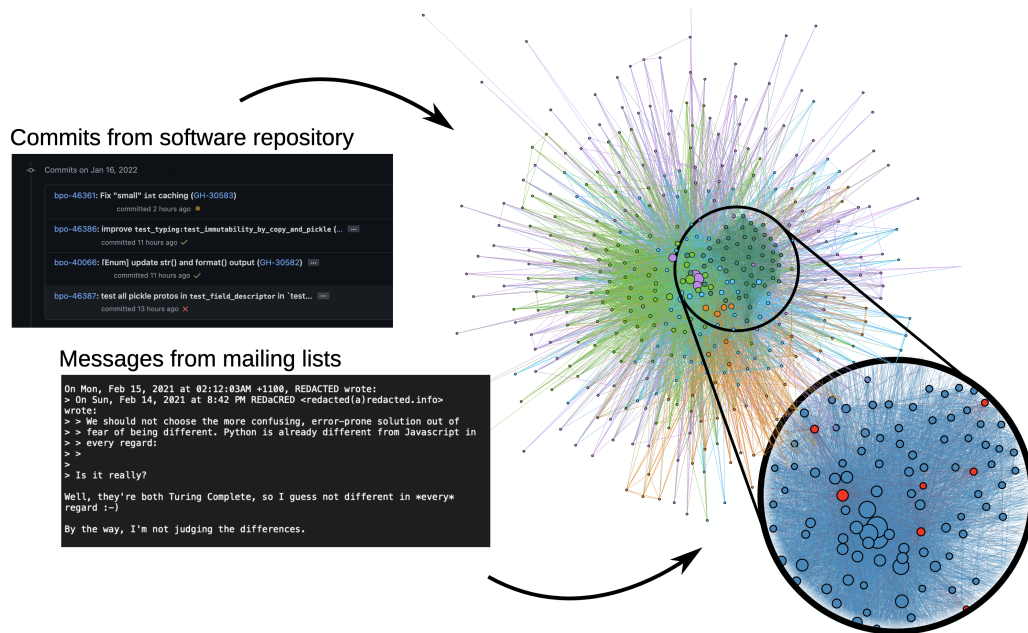 Commits from software repository
Commits on Jan 16, 2022
bpo-46361: Fix "small" int caching (GH-30583)
committed 2 hours ago
bpo-46386: improve test_typing:test_immutability_by_copy_and_pickle (… ...
committed 11 hours ago
bpo-40066: [Enum] update str() and format() output (GH-30582) ...
committed 11 hours ago
bpo-46387: test all pickle protos in test_field_descriptor in `test… ...
committed 13 hours ago
Messages from mailing lists
On Mon, Feb 15, 2021 at 02:12:03AM +1100, REDACTED wrote:
> On Sun, Feb 14, 2021 at 8:42 PM REDaCRED <redacted(a)redacted.info>
wrote:
> > We should not choose the more confusing, error-prone solution out of
> > fear of being different. Python is already different from Javascript in
> > every regard:
> >
>
> Is it really?
Well, they're both Turing Complete, so I guess not different in *every*
regard :-)
By the way, I'm not judging the differences.